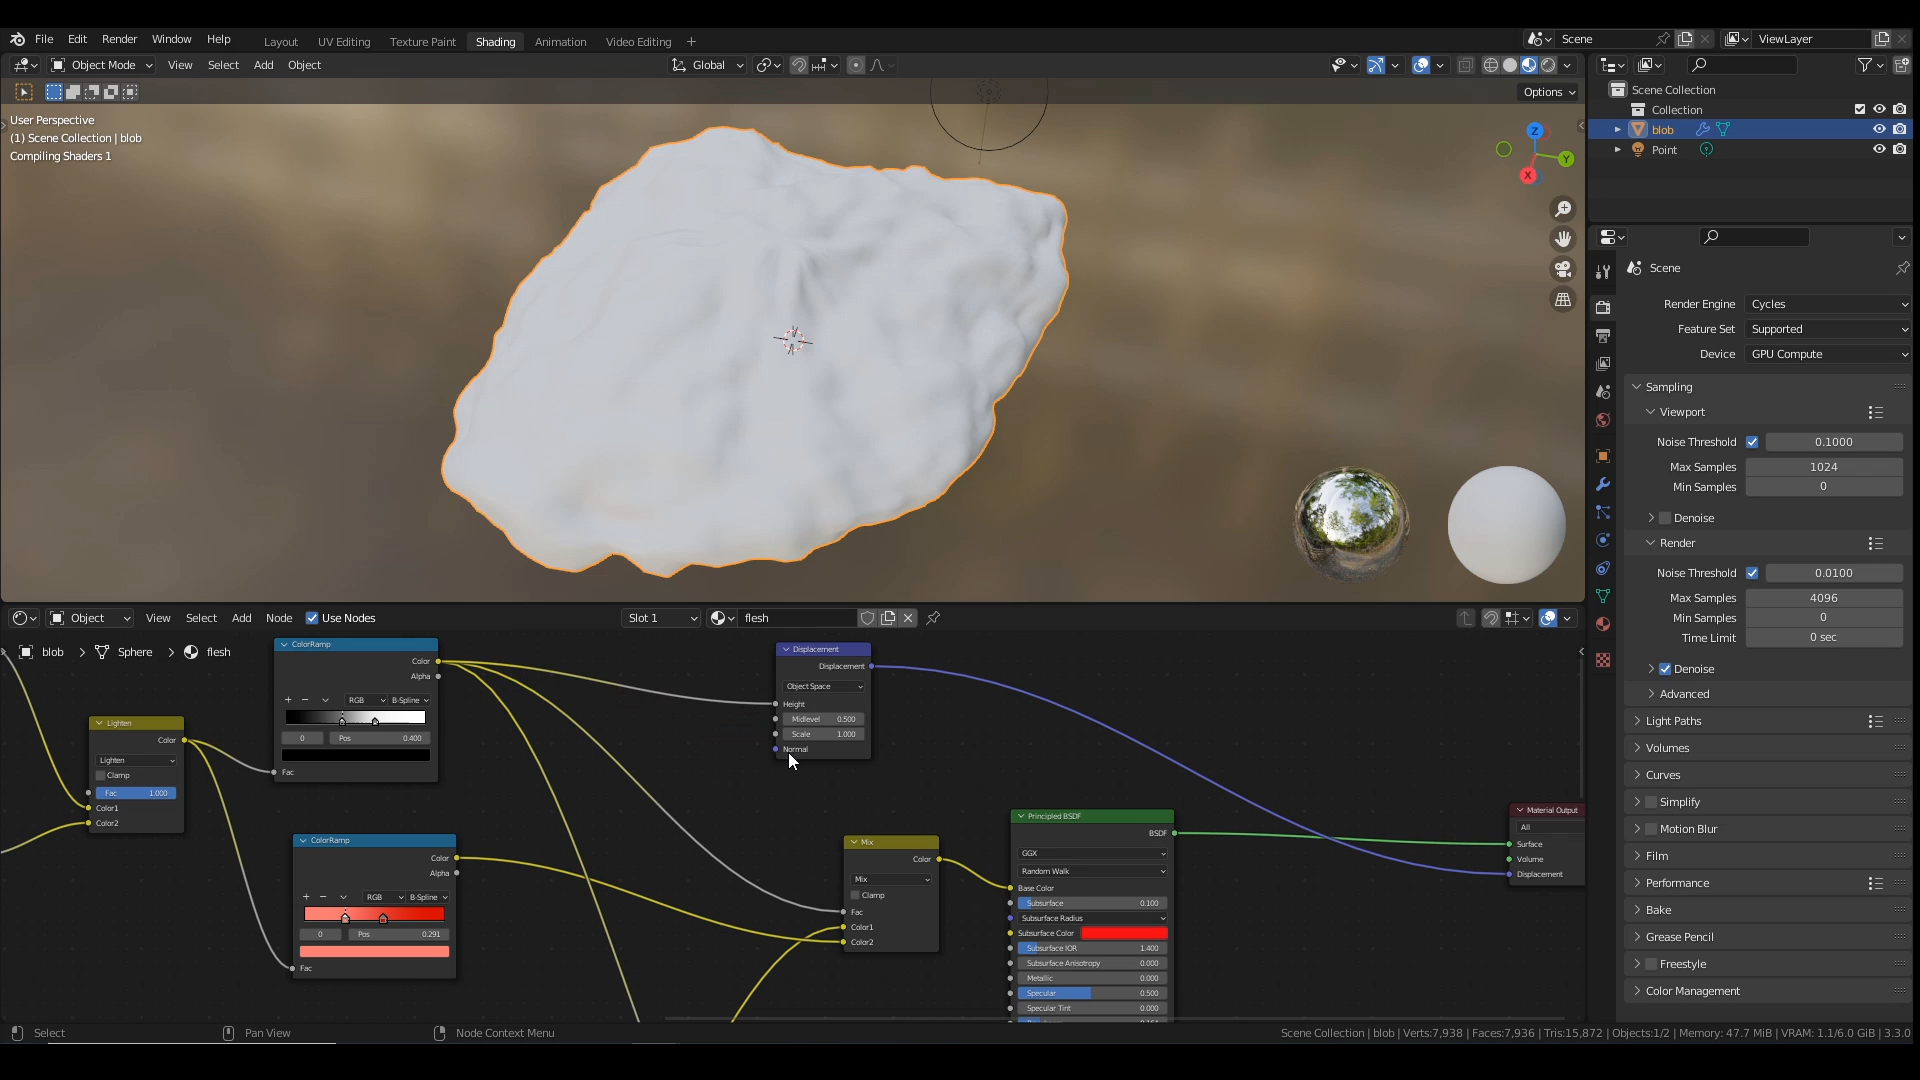 File Edit Render Window Help
Layout UV Editing Texture Paint Shading Animation Video Editing +
Scene
ViewLayer
Object Mode View Select Add Object
Global
Options
User Perspective
(1) Scene Collection | blob
Compiling Shaders 1
Z
Y
X
Scene Collection
Collection
blob
Point
Scene
Render Engine Cycles
Feature Set Supported
Device GPU Compute
Sampling
Viewport
Noise Threshold 0.1000
Max Samples 1024
Min Samples 0
Denoise
Render
Noise Threshold 0.0100
Max Samples 4096
Min Samples 0
Time Limit 0 sec
Denoise
Advanced
Light Paths
Volumes
Curves
Simplify
Motion Blur
Film
Performance
Bake
Grease Pencil
Freestyle
Color Management
Object View Select Add Node Use Nodes
Slot 1
flesh
blob > Sphere > flesh
Lighten
Color
Lighten
Clamp
Fac 1.000
Color1
Color2
ColorRamp
Color
Alpha
+ − RGB B-Spline
0 Pos 0.400
Fac
ColorRamp
Color
Alpha
+ − RGB B-Spline
0 Pos 0.291
Fac
Displacement
Displacement
Object Space
Height
Midlevel 0.500
Scale 1.000
Normal
Mix
Color
Mix
Clamp
Fac
Color1
Color2
Principled BSDF
BSDF
GGX
Random Walk
Base Color
Subsurface 0.100
Subsurface Radius
Subsurface Color
Subsurface IOR 1.400
Subsurface Anisotropy 0.000
Metallic 0.000
Specular 0.500
Specular Tint 0.000
Material Output
All
Surface
Volume
Displacement
Select
Pan View
Node Context Menu
Scene Collection | blob | Verts:7,938 | Faces:7,936 | Tris:15,872 | Objects:1/2 | Memory: 47.7 MiB | VRAM: 1.1/6.0 GiB | 3.3.0